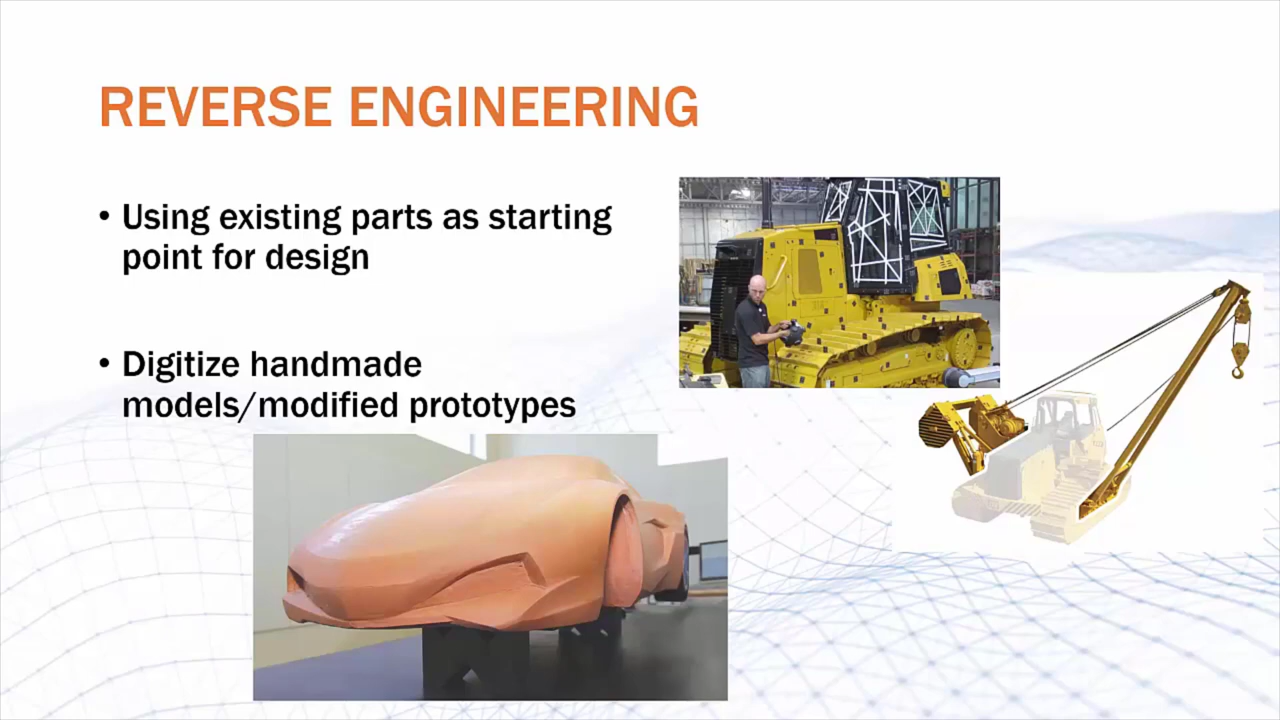 REVERSE ENGINEERING
• Using existing parts as starting
point for design
• Digitize handmade
models/modified prototypes